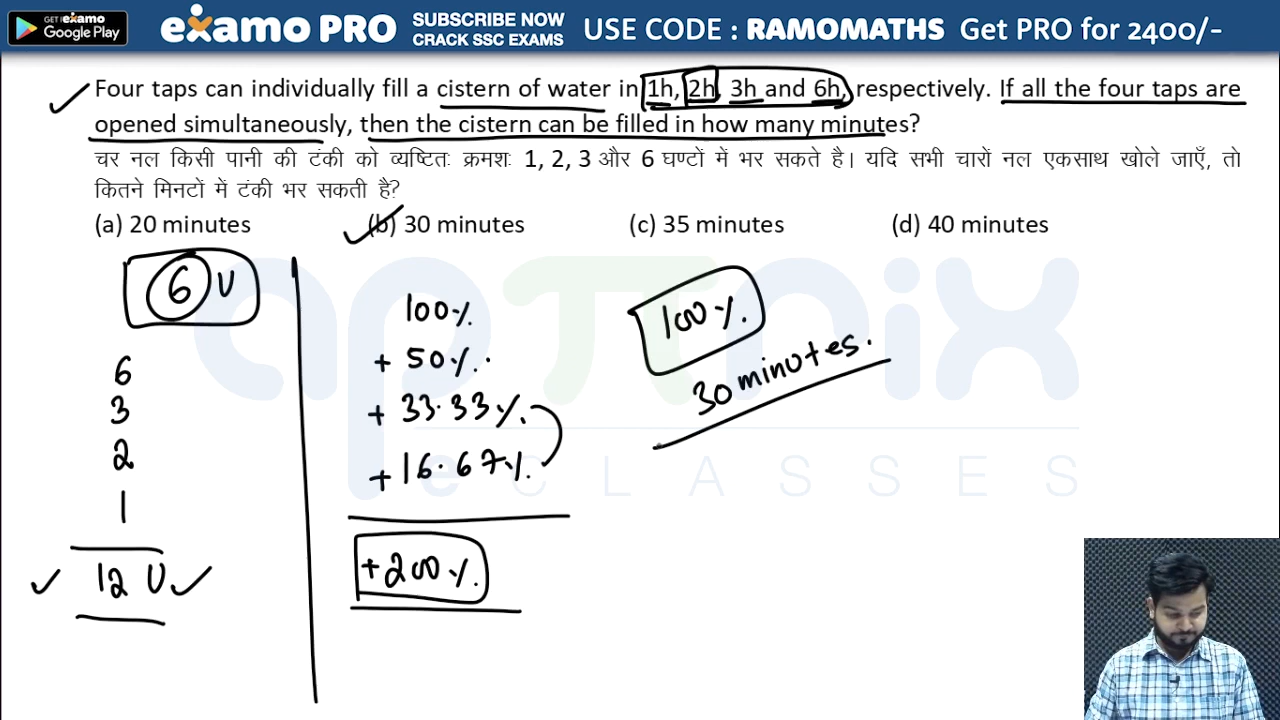 GET IT ON examo
Google Play
examo PRO
SUBSCRIBE NOW
CRACK SSC EXAMS
USE CODE : RAMOMATHS Get PRO for 2400/-
Four taps can individually fill a cistern of water in 1h, 2h, 3h and 6h, respectively. If all the four taps are
opened simultaneously, then the cistern can be filled in how many minutes?
चर नल किसी पानी की टंकी को व्यष्टितः क्रमशः 1, 2, 3 और 6 घण्टों में भर सकते है। यदि सभी चारों नल एकसाथ खोले जाएँ, तो
कितने मिनटों में टंकी भर सकती है?
(a) 20 minutes (b) 30 minutes (c) 35 minutes (d) 40 minutes
6 U
6
3
2
1
12 U
100%
+ 50%.
+ 33.33%.
+ 16.67%.
+200%.
100%.
30 minutes.
apπnix
eCLASSES